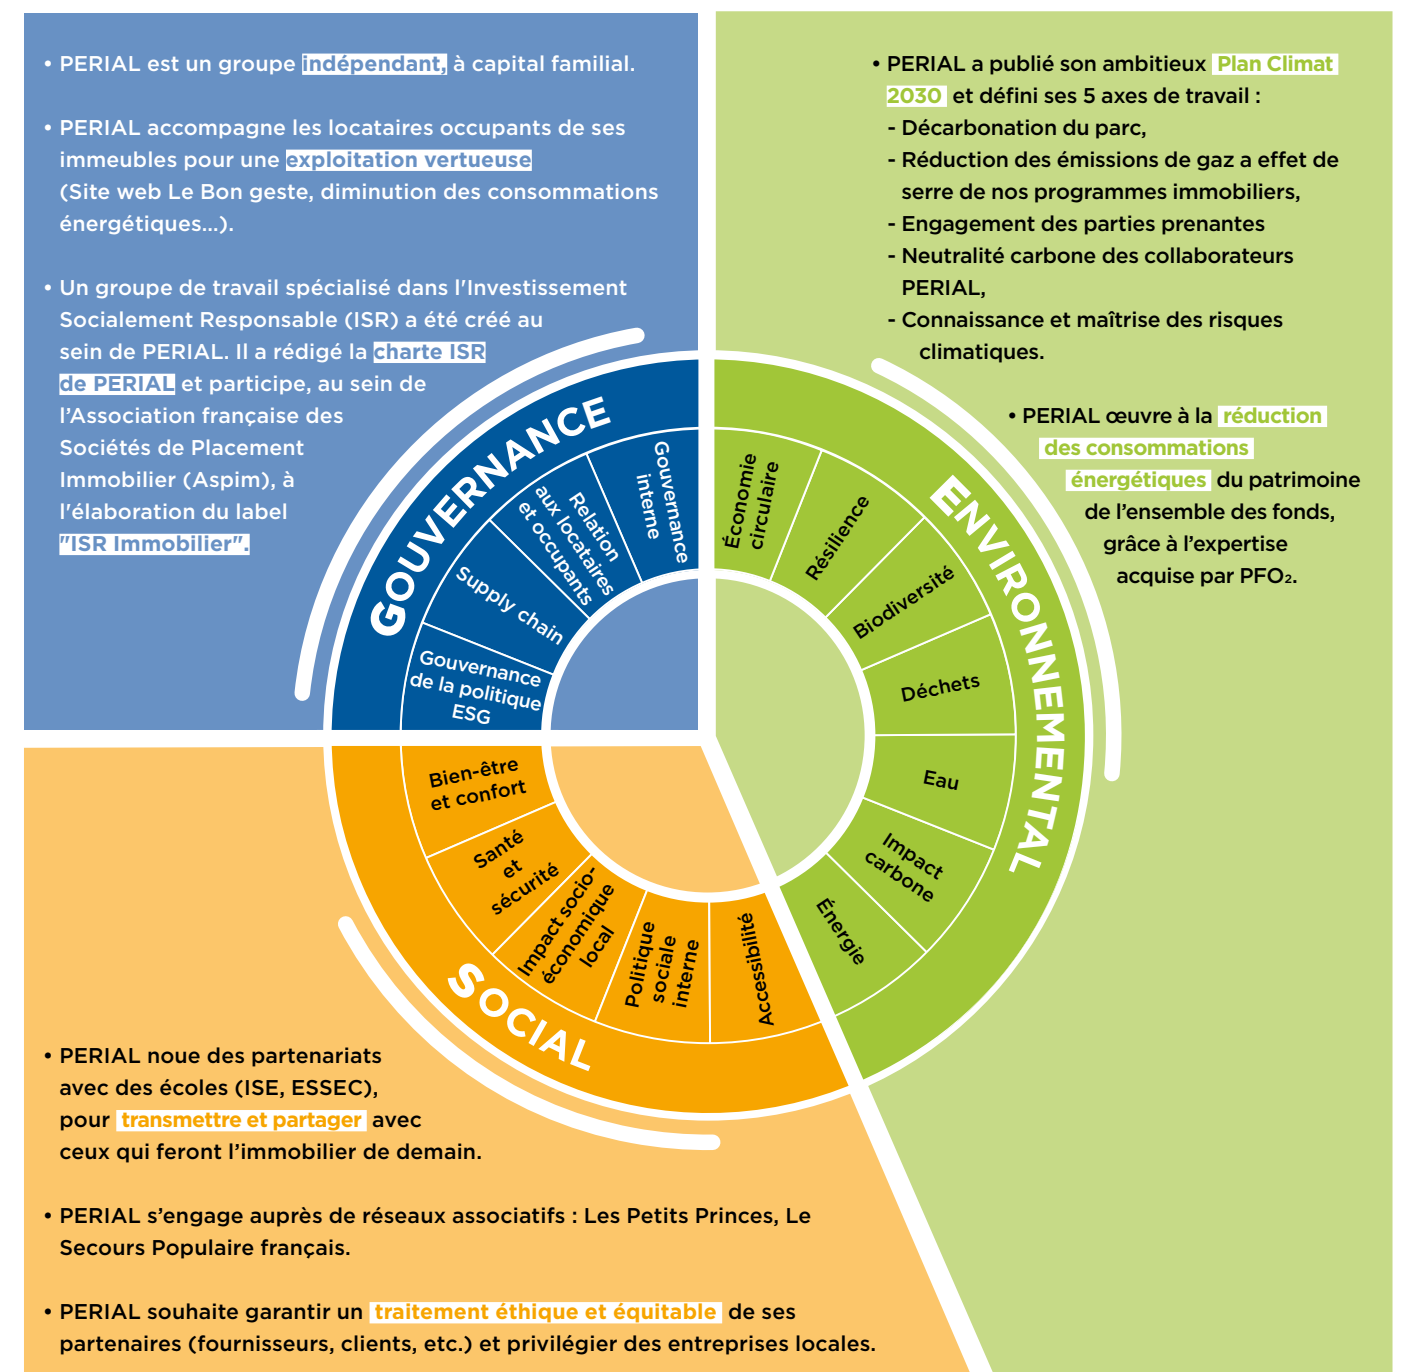 • PERIAL est un groupe indépendant, à capital familial.
• PERIAL accompagne les locataires occupants de ses
immeubles pour une exploitation vertueuse
(Site web Le Bon geste, diminution des consommations
énergétiques...).
• Un groupe de travail spécialisé dans l'Investissement
Socialement Responsable (ISR) a été créé au
sein de PERIAL. Il a rédigé la charte ISR
de PERIAL et participe, au sein de
l’Association française des
Sociétés de Placement
Immobilier (Aspim), à
l'élaboration du label
"ISR Immobilier".
• PERIAL a publié son ambitieux Plan Climat
2030 et défini ses 5 axes de travail :
- Décarbonation du parc,
- Réduction des émissions de gaz a effet de
serre de nos programmes immobiliers,
- Engagement des parties prenantes
- Neutralité carbone des collaborateurs
PERIAL,
- Connaissance et maîtrise des risques
climatiques.
• PERIAL œuvre à la réduction
des consommations
énergétiques du patrimoine
de l’ensemble des fonds,
grâce à l’expertise
acquise par PFO₂.
GOUVERNANCE
Gouvernance
de la politique
ESG
Supply chain
Relation
aux locataires
et occupants
Gouvernance
interne
ENVIRONNEMENTAL
Économie
circulaire
Résilience
Biodiversité
Déchets
Eau
Impact
carbone
Énergie
SOCIAL
Bien-être
et confort
Santé
et
sécurité
Impact socio-
économique
local
Politique
sociale
interne
Accessibilité
• PERIAL noue des partenariats
avec des écoles (ISE, ESSEC),
pour transmettre et partager avec
ceux qui feront l’immobilier de demain.
• PERIAL s’engage auprès de réseaux associatifs : Les Petits Princes, Le
Secours Populaire français.
• PERIAL souhaite garantir un traitement éthique et équitable de ses
partenaires (fournisseurs, clients, etc.) et privilégier des entreprises locales.